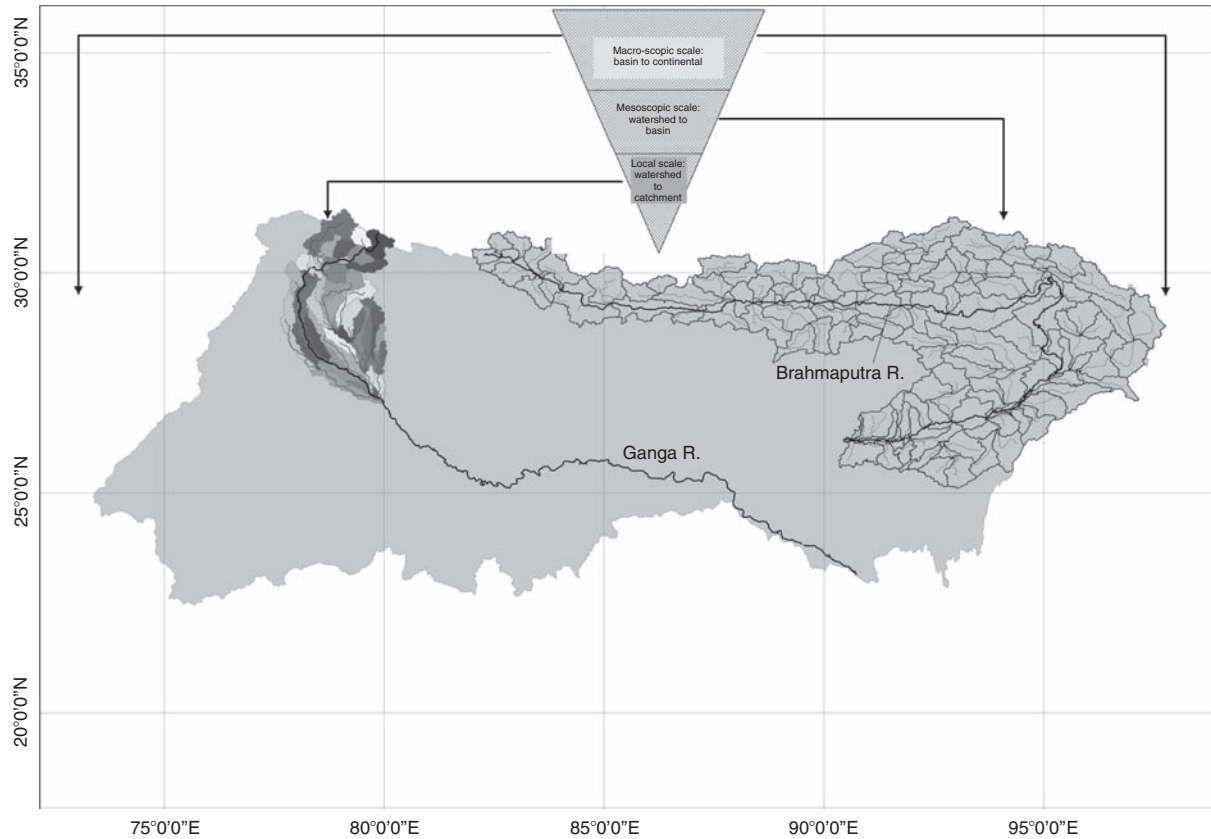 Macro-scopic scale:
basin to continental
Mesoscopic scale:
watershed to
basin
Local scale:
watershed
to
catchment
35°0'0"N
30°0'0"N
25°0'0"N
20°0'0"N
Brahmaputra R.
Ganga R.
75°0'0"E
80°0'0"E
85°0'0"E
90°0'0"E
95°0'0"E